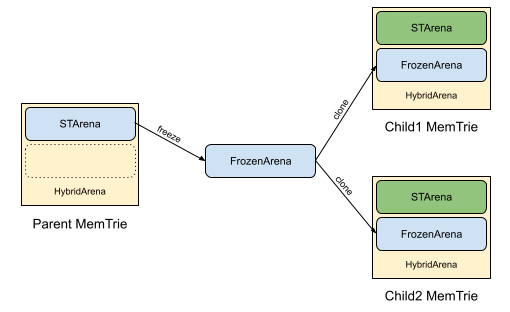 STArena
HybridArena
Parent MemTrie
freeze
FrozenArena
clone
clone
STArena
FrozenArena
HybridArena
Child1 MemTrie
STArena
FrozenArena
HybridArena
Child2 MemTrie